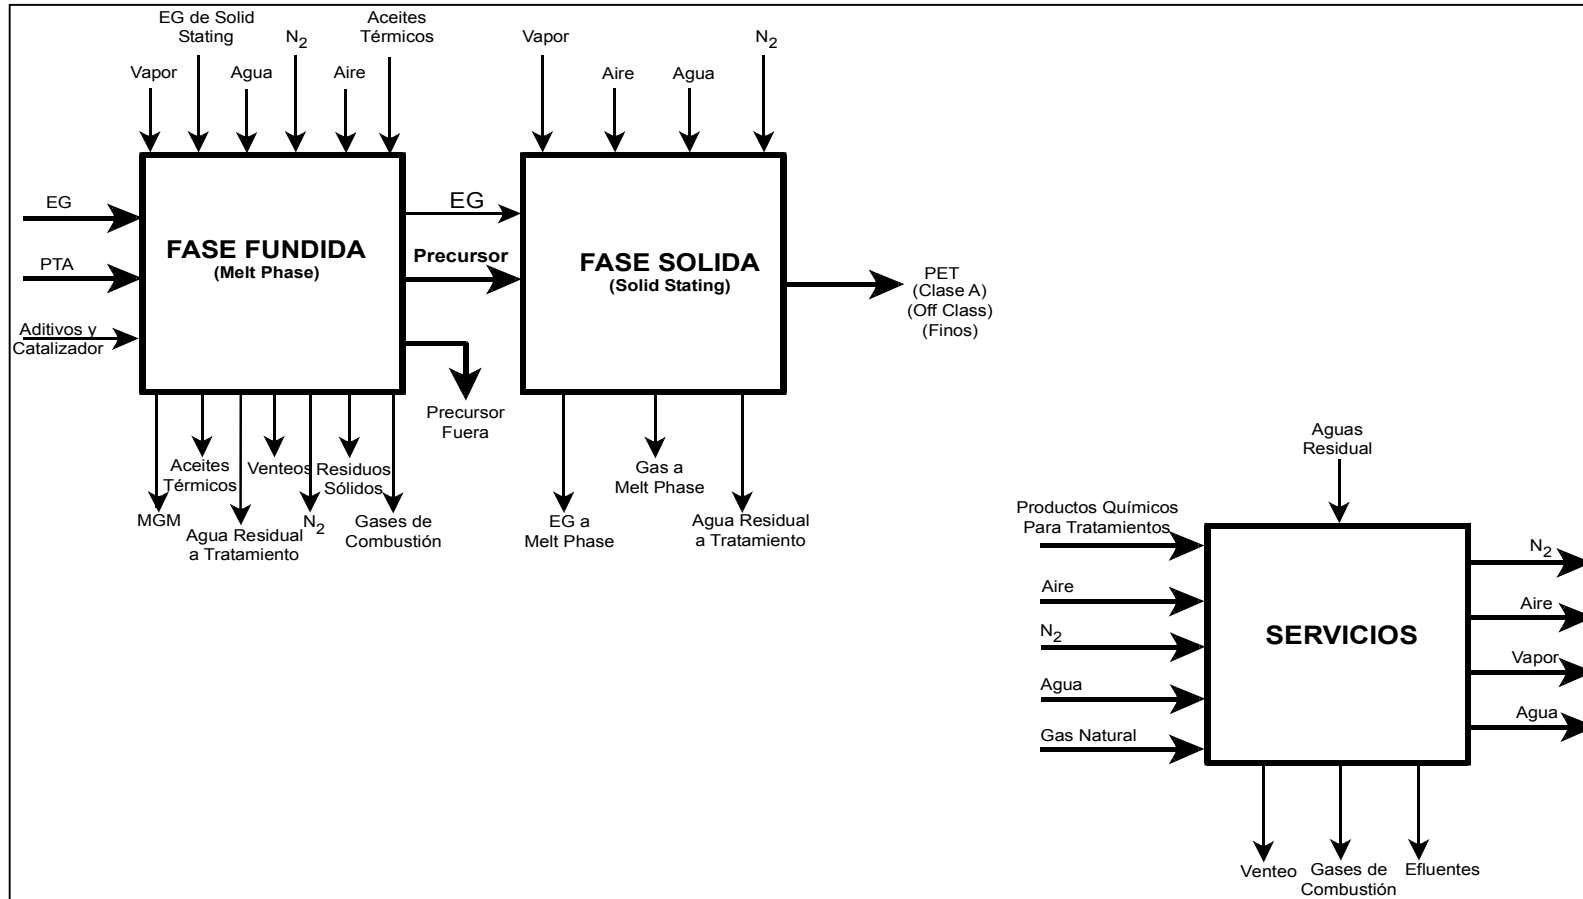 EG de Solid
Stating
N2
Aceites
Térmicos
Vapor
Agua
Aire
Vapor
Aire
Agua
N2
EG
PTA
Aditivos y
Catalizador
FASE FUNDIDA
(Melt Phase)
EG
Precursor
FASE SOLIDA
(Solid Stating)
PET
(Clase A)
(Off Class)
(Finos)
Precursor
Fuera
MGM
Aceites
Térmicos
Agua Residual
a Tratamiento
Venteos
N2
Residuos
Sólidos
Gases de
Combustión
EG a
Melt Phase
Gas a
Melt Phase
Agua Residual
a Tratamiento
Aguas
Residual
Productos Químicos
Para Tratamientos
Aire
N2
Agua
Gas Natural
SERVICIOS
N2
Aire
Vapor
Agua
Venteo
Gases de
Combustión
Efluentes